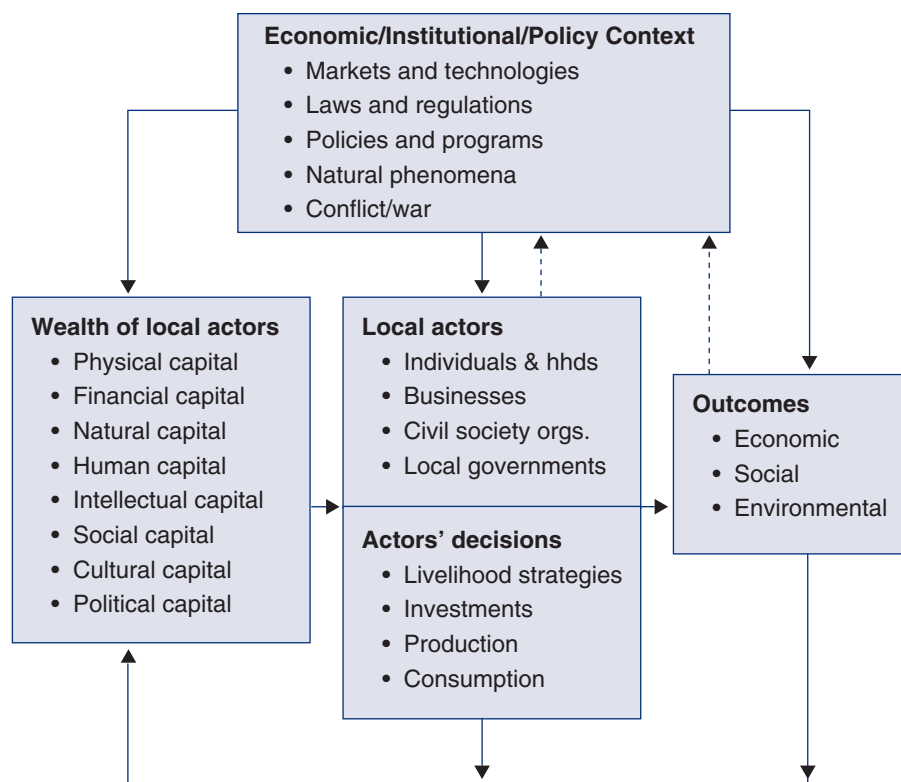 Economic/Institutional/Policy Context
• Markets and technologies
• Laws and regulations
• Policies and programs
• Natural phenomena
• Conflict/war
Wealth of local actors
• Physical capital
• Financial capital
• Natural capital
• Human capital
• Intellectual capital
• Social capital
• Cultural capital
• Political capital
Local actors
• Individuals & hhds
• Businesses
• Civil society orgs.
• Local governments
Actors’ decisions
• Livelihood strategies
• Investments
• Production
• Consumption
Outcomes
• Economic
• Social
• Environmental